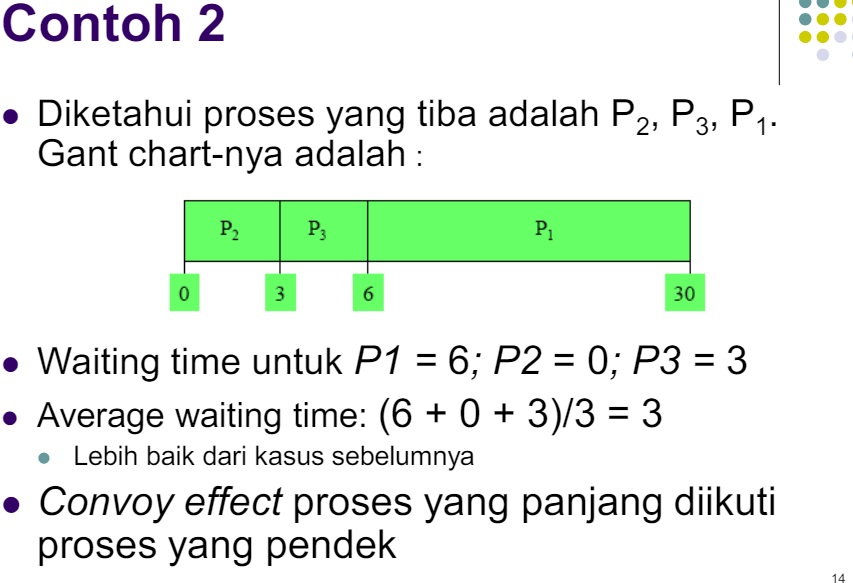 Contoh 2
Diketahui proses yang tiba adalah P2, P3, P1.
Gant chart-nya adalah :
P2 P3 P1
0 3 6 30
Waiting time untuk P1 = 6; P2 = 0; P3 = 3
Average waiting time: (6 + 0 + 3)/3 = 3
Lebih baik dari kasus sebelumnya
Convoy effect proses yang panjang diikuti
proses yang pendek
14